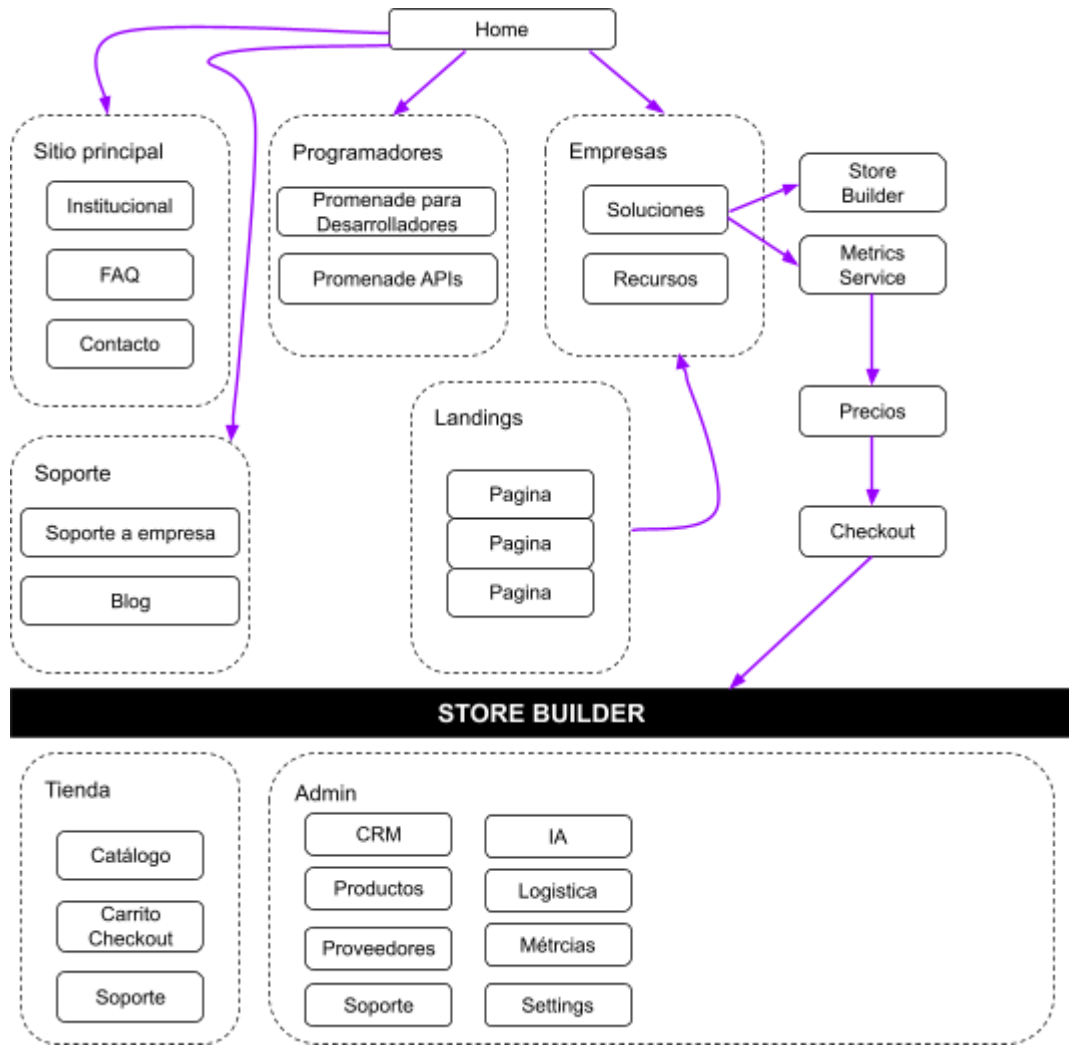 Home
Sitio principal
Institucional
FAQ
Contacto
Programadores
Promenade para
Desarrolladores
Promenade APIs
Empresas
Soluciones
Recursos
Store
Builder
Metrics
Service
Precios
Checkout
Soporte
Soporte a empresa
Blog
Landings
Pagina
Pagina
Pagina
STORE BUILDER
Tienda
Catálogo
Carrito
Checkout
Soporte
Admin
CRM
Productos
Proveedores
Soporte
IA
Logistica
Métrcias
Settings